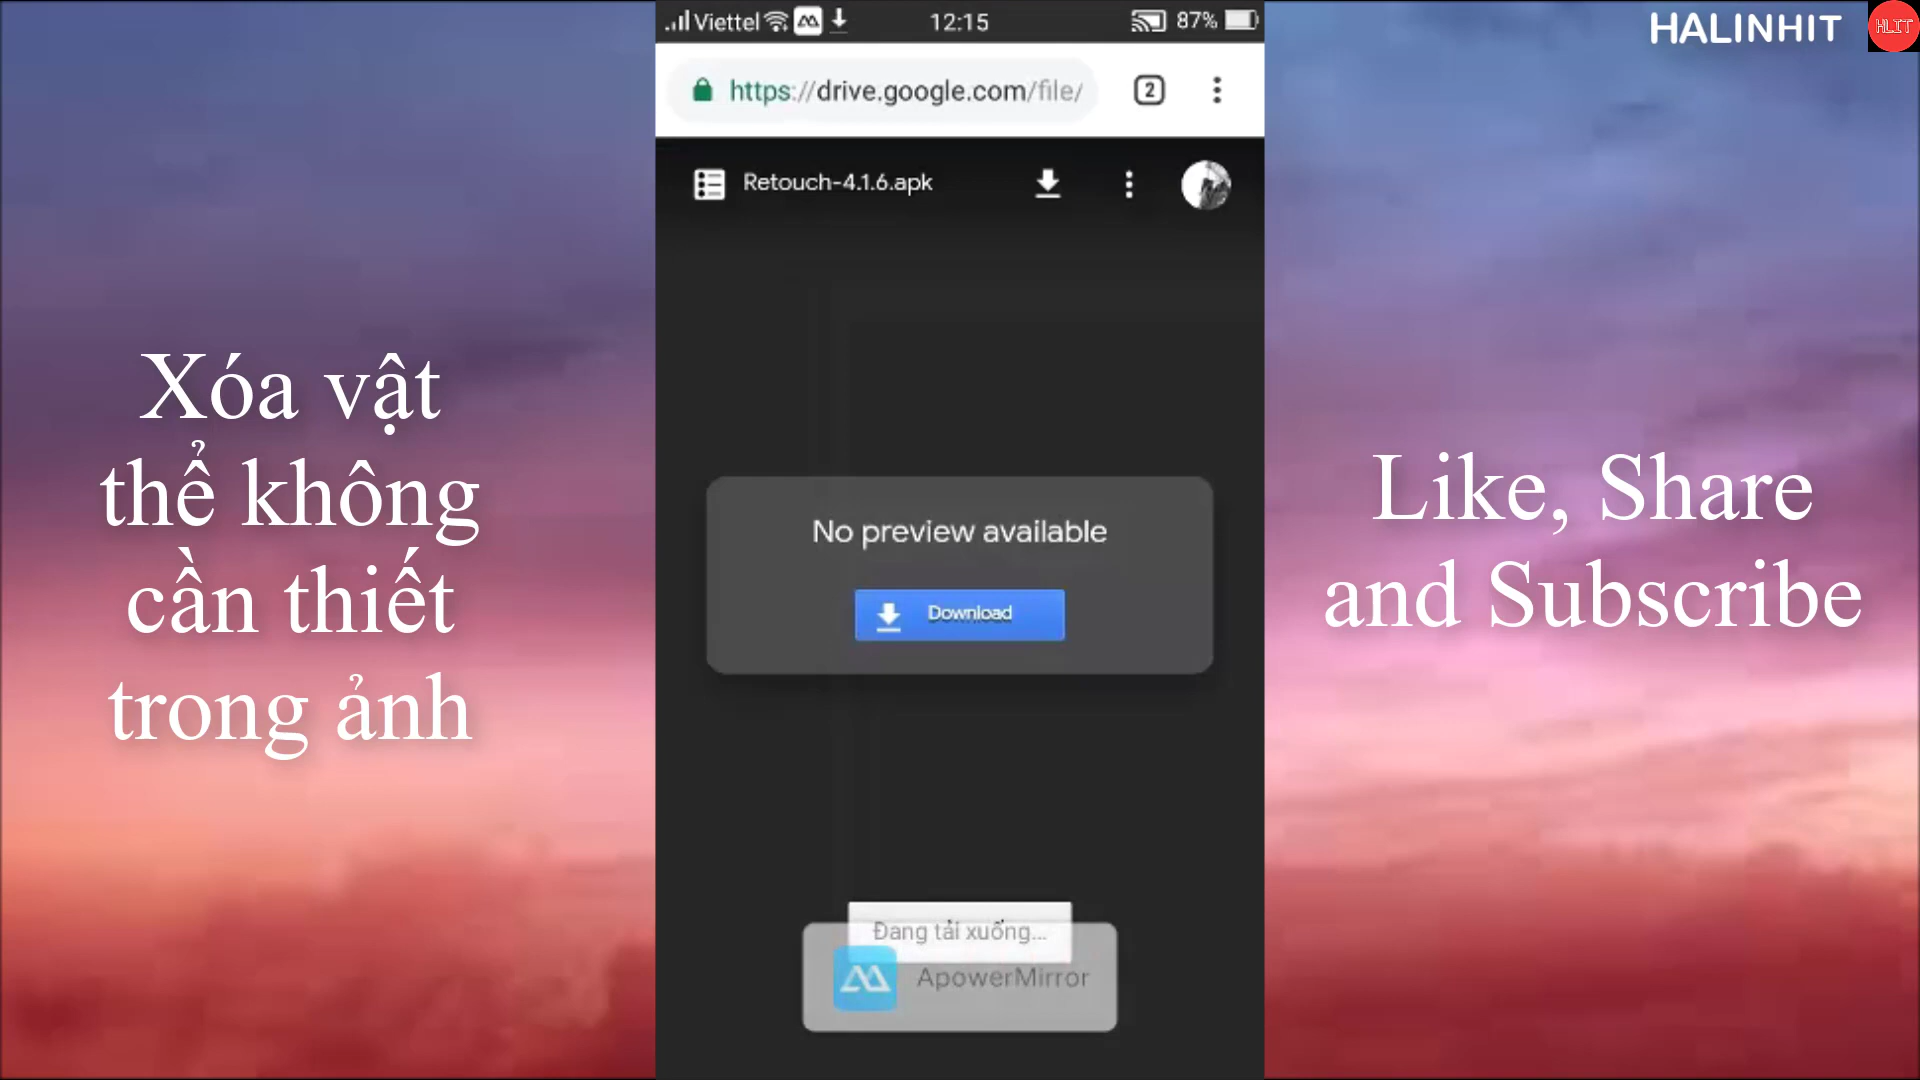 Viettel 12:15 87%
HALINHIT
HLIT
https://drive.google.com/file/
2
Retouch-4.1.6.apk
Xóa vật
thể không
cần thiết
trong ảnh
No preview available
Download
Like, Share
and Subscribe
Đang tải xuống...
ApowerMirror